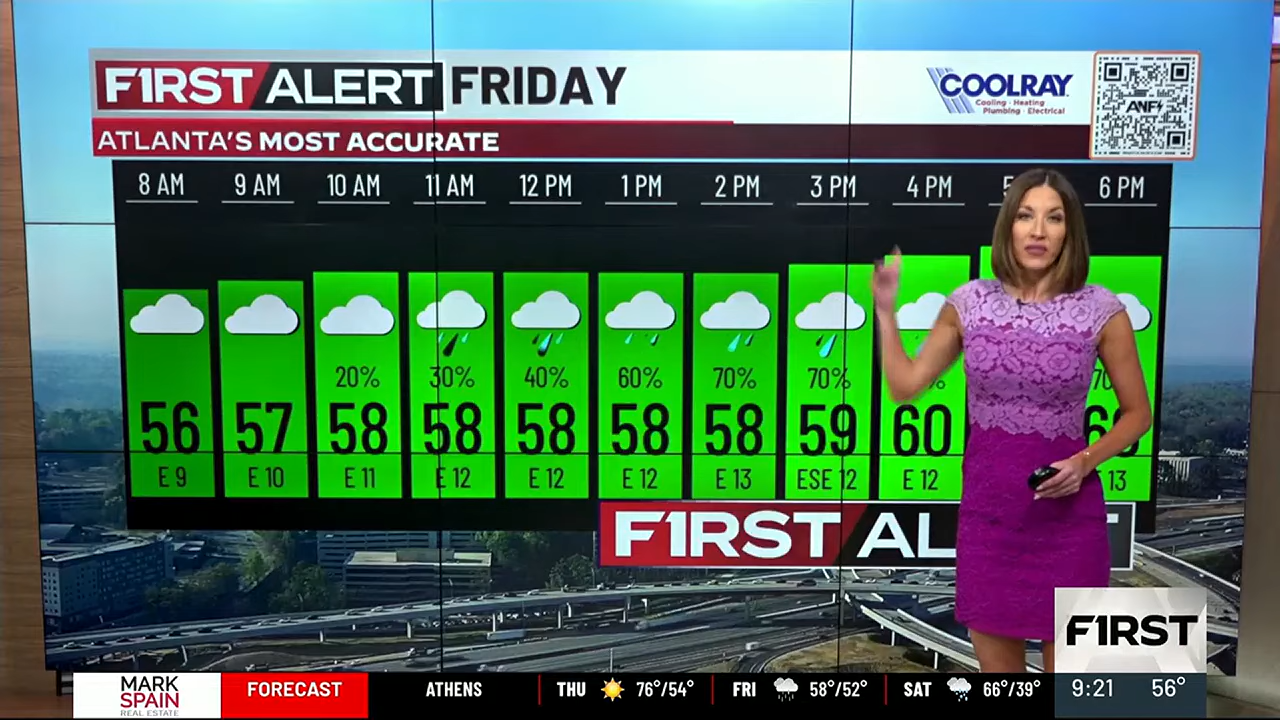 F1RST ALERT FRIDAY
COOLRAY
Cooling · Heating
Plumbing · Electrical
ANF
ATLANTA'S MOST ACCURATE
8 AM 9 AM 10 AM 11 AM 12 PM 1 PM 2 PM 3 PM 4 PM 6 PM
20% 30% 40% 60% 70% 70%
56 57 58 58 58 58 58 59 60
E 9 E 10 E 11 E 12 E 12 E 12 E 13 ESE 12 E 12 13
F1RST AL
F1RST
MARK
SPAIN
REAL ESTATE
FORECAST
ATHENS THU 76°/54° FRI 58°/52° SAT 66°/39° 9:21 56°